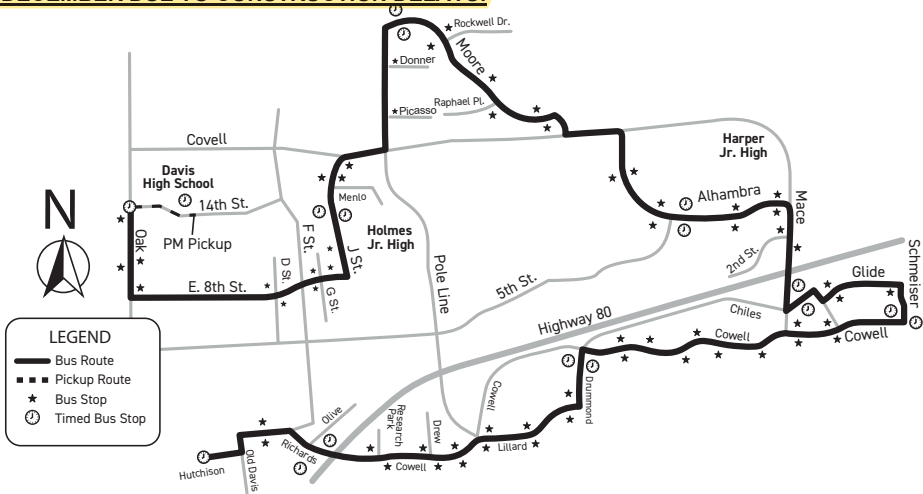 DECEMBER DUE TO CONSTRUCTION DELAYS.
Rockwell Dr.
Moore
Donner
Raphael Pl.
Picasso
Covell
Harper
Jr. High
Davis
High School
14th St.
Menlo
Alhambra
Mace
N
PM Pickup
Holmes
Jr. High
Oak
F St.
J St.
Pole Line
2nd St.
Schmeiser
D St.
G St.
E. 8th St.
5th St.
Glide
Highway 80
Chiles
Cowell
Cowell
LEGEND
Bus Route
Pickup Route
Bus Stop
Timed Bus Stop
Cowell
Drummond
Olive
Research
Park
Drew
Richards
Lillard
Hutchison
Old Davis
Cowell